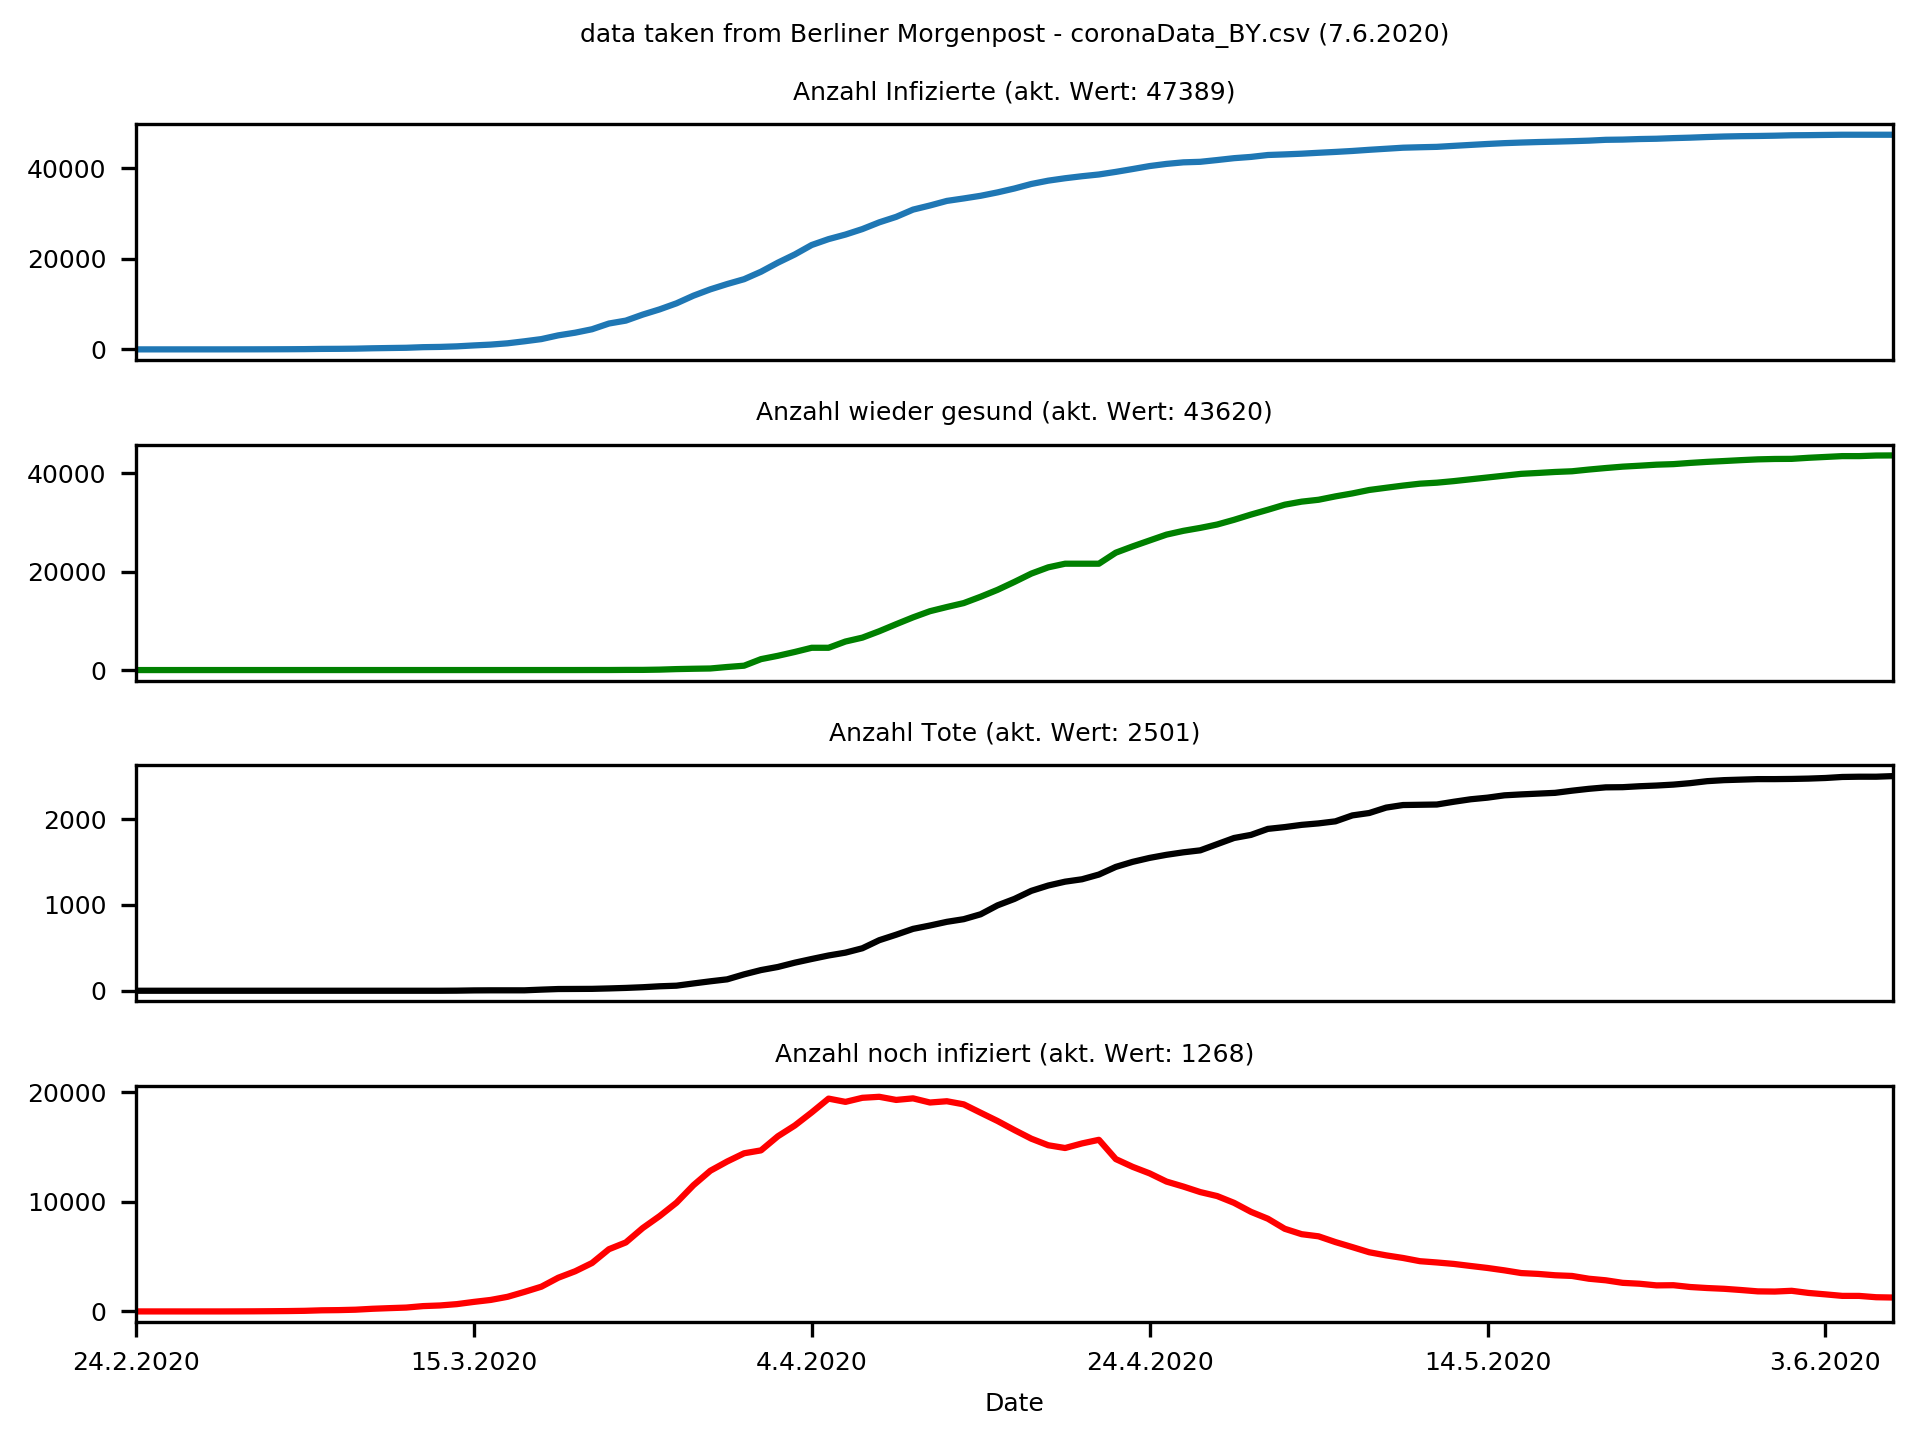 data taken from Berliner Morgenpost - coronaData_BY.csv (7.6.2020)
Anzahl Infizierte (akt. Wert: 47389)
40000
20000
0
Anzahl wieder gesund (akt. Wert: 43620)
40000
20000
0
Anzahl Tote (akt. Wert: 2501)
2000
1000
0
Anzahl noch infiziert (akt. Wert: 1268)
20000
10000
0
24.2.2020 15.3.2020 4.4.2020 24.4.2020 14.5.2020 3.6.2020
Date